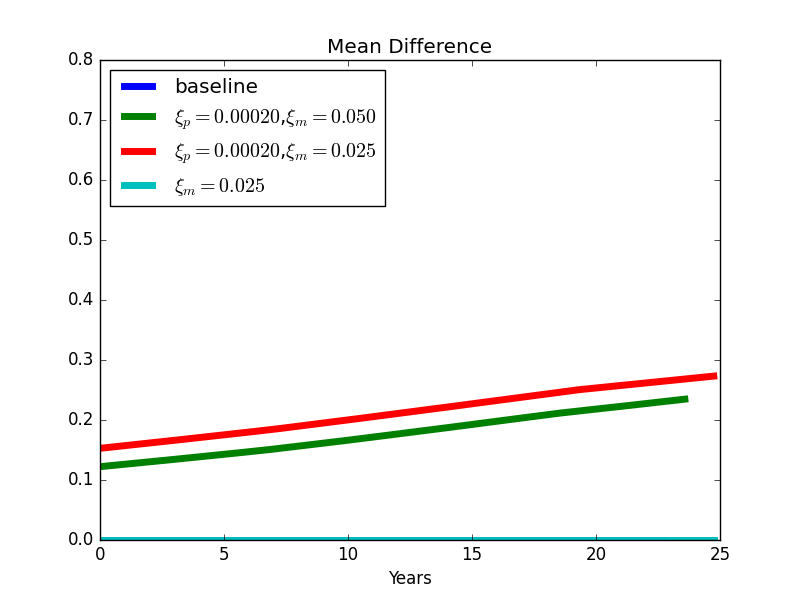 Mean Difference
0.8
0.7
0.6
0.5
0.4
0.3
0.2
0.1
0.0
baseline
ξₚ = 0.00020,ξₘ = 0.050
ξₚ = 0.00020,ξₘ = 0.025
ξₘ = 0.025
0 5 10 15 20 25
Years